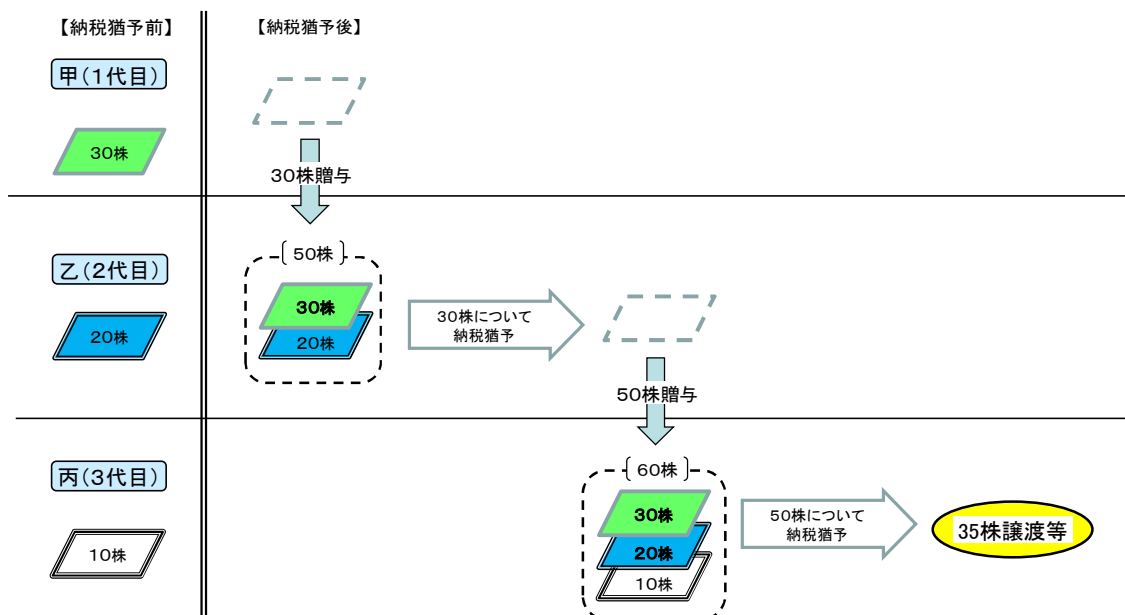 【納税猶予前】
【納税猶予後】
甲(1代目)
30株
30株贈与
乙(2代目)
20株
50株
30株
20株
30株について
納税猶予
50株贈与
丙(3代目)
10株
60株
30株
20株
10株
50株について
納税猶予
35株譲渡等